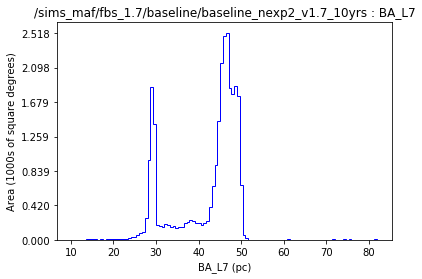 /sims_maf/fbs_1.7/baseline/baseline_nexp2_v1.7_10yrs : BA_L7
2.518
2.098
1.679
1.259
0.839
0.420
0.000
Area (1000s of square degrees)
10 20 30 40 50 60 70 80
BA_L7 (pc)